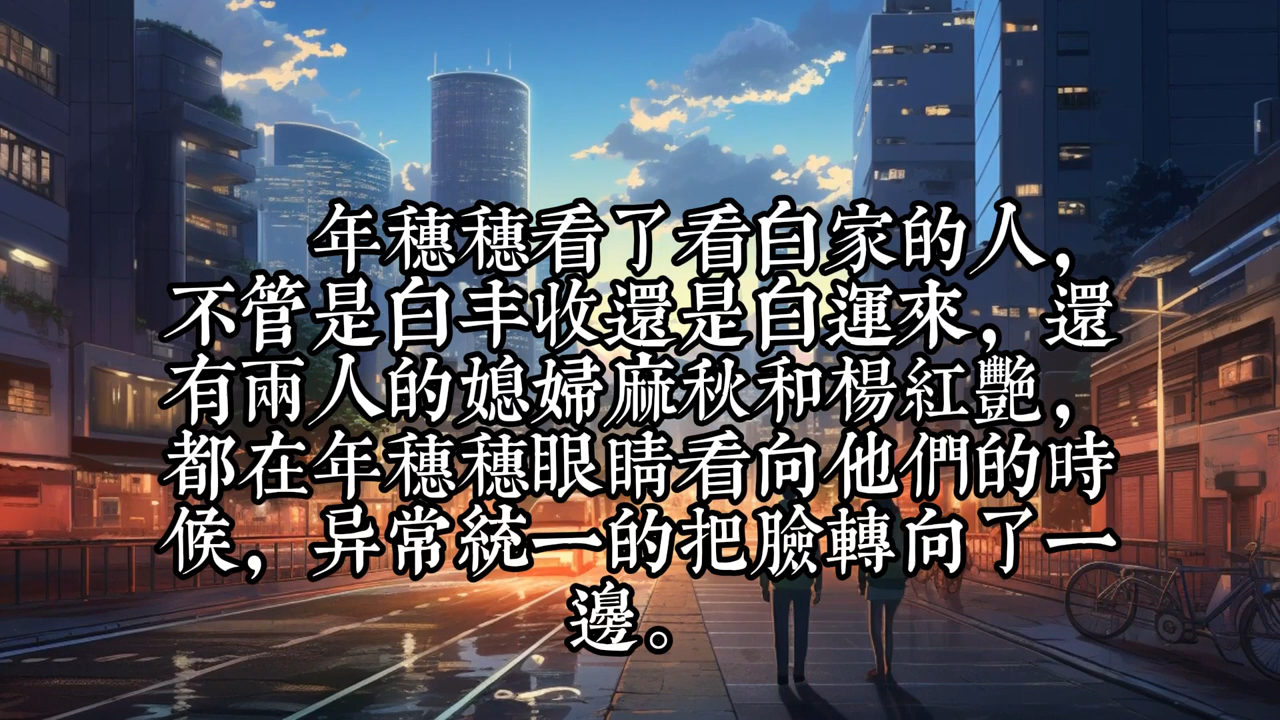 年穗穗看了看白家的人，
不管是白丰收還是白運來，還
有兩人的媳婦麻秋和楊紅艷，
都在年穗穗眼睛看向他們的時
候，异常統一的把臉轉向了一
邊。